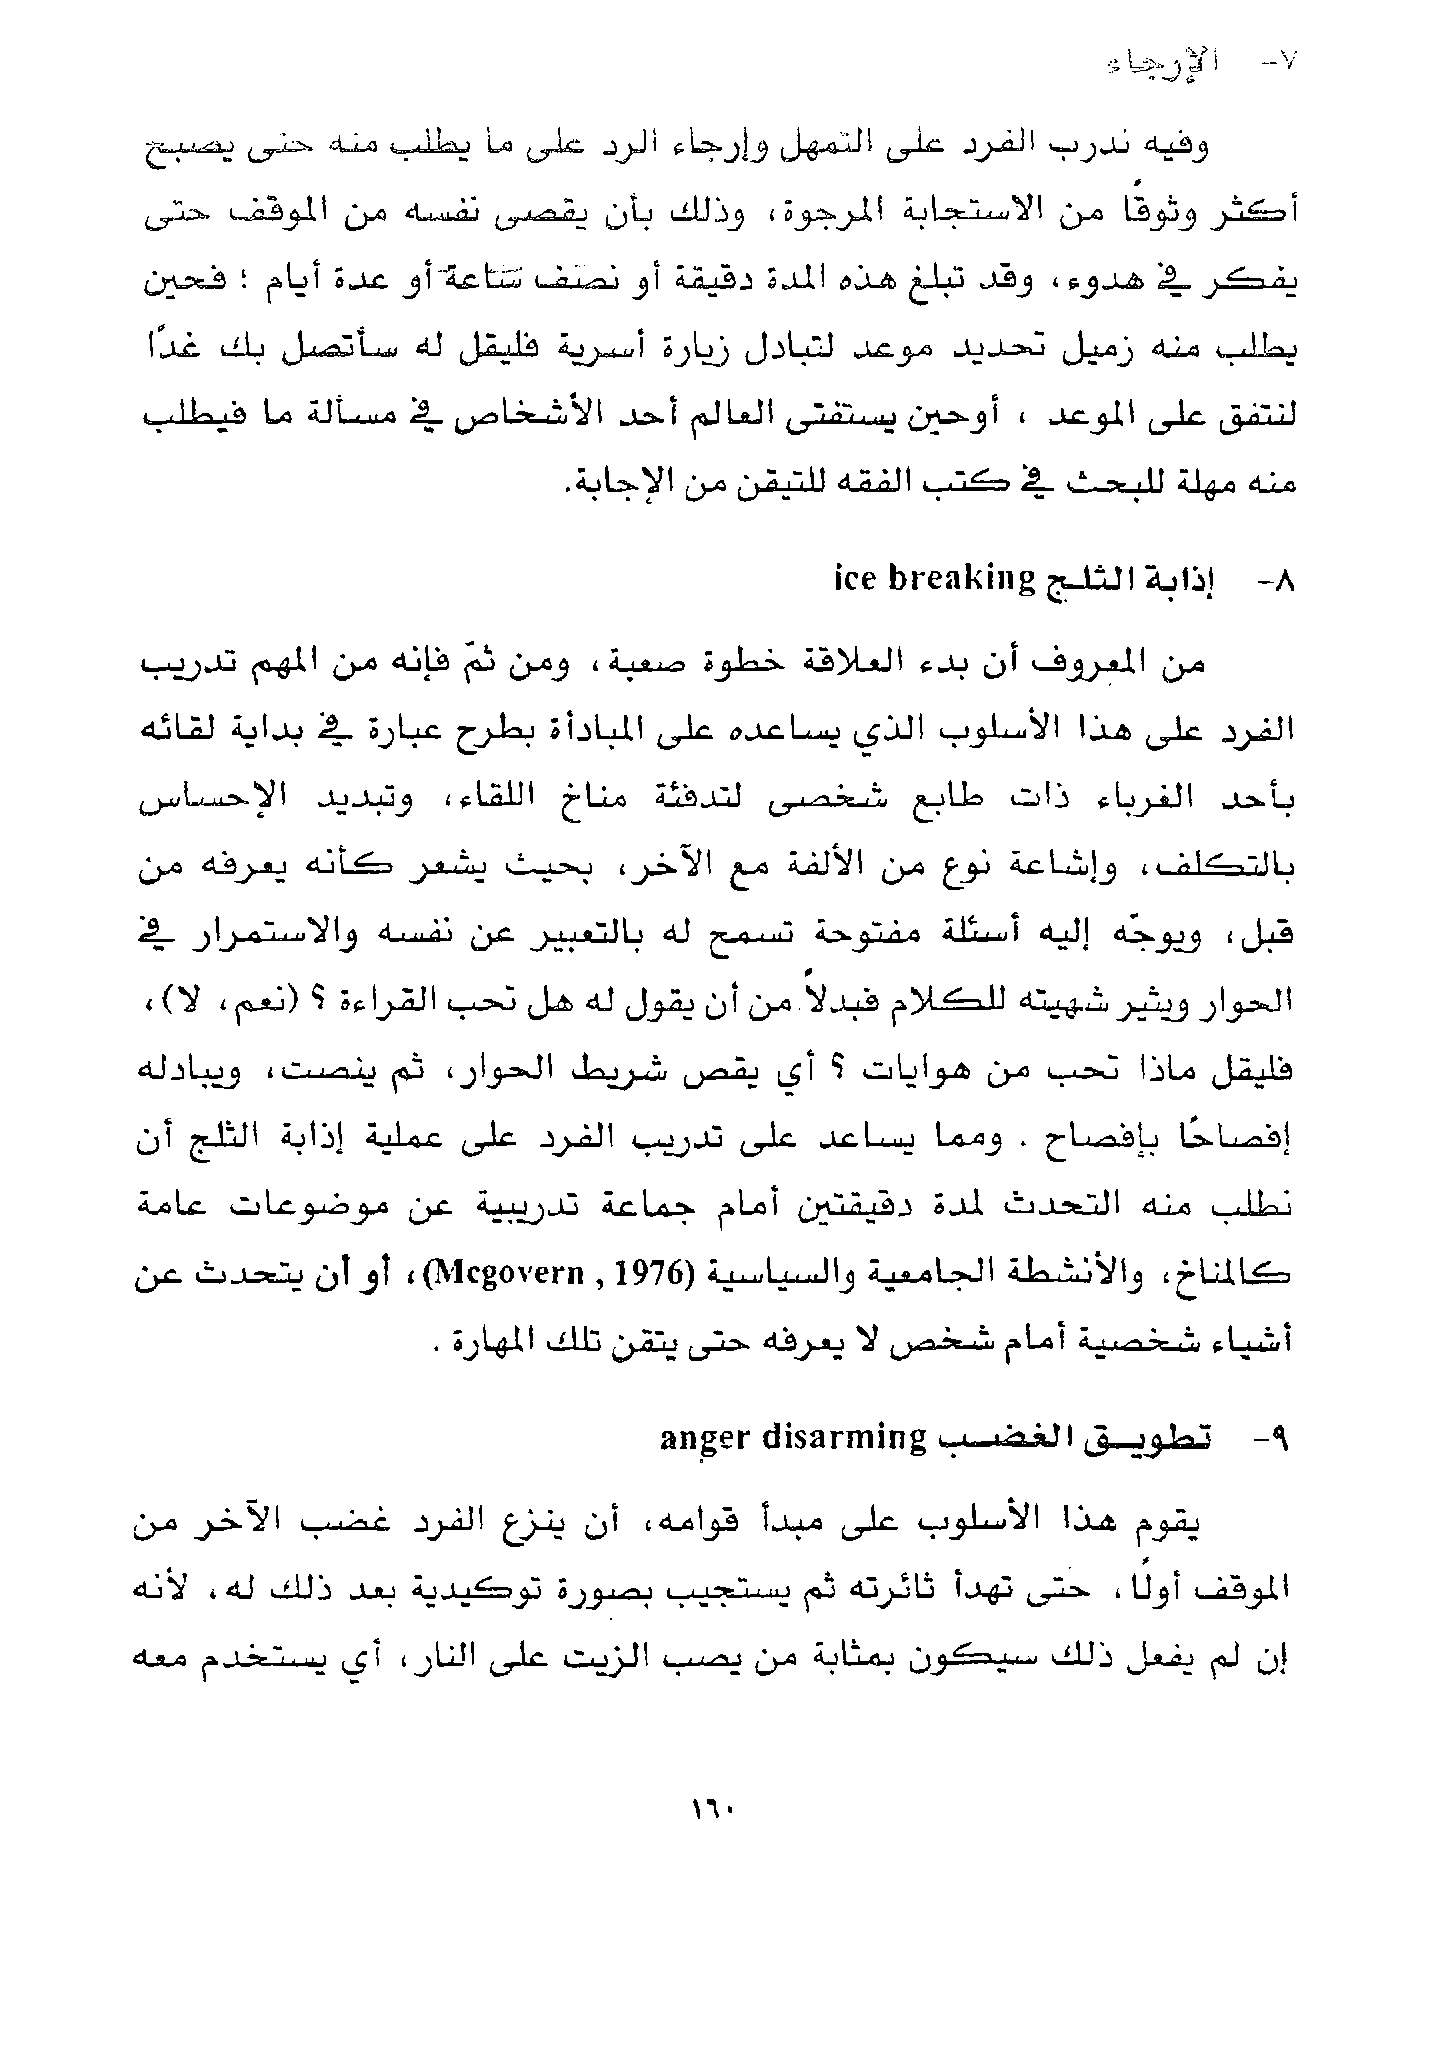 ٧- الإرجاء
وفيه ندرب الفرد على التمهل وإرجاء الرد على ما يطلب منه حتى يصبح
أكثر وثوقًا من الاستجابة المرجوة، وذلك بأن يقصى نفسه من الموقف حتى
يفكر في هدوء، وقد تبلغ هذه المدة دقيقة أو نصف ساعة أو عدة أيام ؛ فحين
يطلب منه زميل تحديد موعد لتبادل زيارة أسرية فليقل له سأتصل بك غدًا
لنتفق على الموعد ، أوحين يستفتى العالم أحد الأشخاص في مسألة ما فيطلب
منه مهلة للبحث في كتب الفقه للتيقن من الإجابة.
٨- إذابة الثلج ice breaking
من المعروف أن بدء العلاقة خطوة صعبة، ومن ثمّ فإنه من المهم تدريب
الفرد على هذا الأسلوب الذي يساعده على المبادأة بطرح عبارة في بداية لقائه
بأحد الغرباء ذات طابع شخصى لتدفئة مناخ اللقاء، وتبديد الإحساس
بالتكلف، وإشاعة نوع من الألفة مع الآخر، بحيث يشعر كأنه يعرفه من
قبل، ويوجّه إليه أسئلة مفتوحة تسمح له بالتعبير عن نفسه والاستمرار في
الحوار ويثير شهيته للكلام فبدلاً من أن يقول له هل تحب القراءة ؟ (نعم، لا)،
فليقل ماذا تحب من هوايات ؟ أي يقص شريط الحوار، ثم ينصت، ويبادله
إفصاحًا بإفصاح . ومما يساعد على تدريب الفرد على عملية إذابة الثلج أن
نطلب منه التحدث لمدة دقيقتين أمام جماعة تدريبية عن موضوعات عامة
كالمناخ، والأنشطة الجامعية والسياسية (Mcgovern , 1976)، أو أن يتحدث عن
أشياء شخصية أمام شخص لا يعرفه حتى يتقن تلك المهارة .
٩- تطويق الغضب anger disarming
يقوم هذا الأسلوب على مبدأ قوامه، أن ينزع الفرد غضب الآخر من
الموقف أولًا، حتى تهدأ ثائرته ثم يستجيب بصورة توكيدية بعد ذلك له، لأنه
إن لم يفعل ذلك سيكون بمثابة من يصب الزيت على النار، أي يستخدم معه
١٦٠